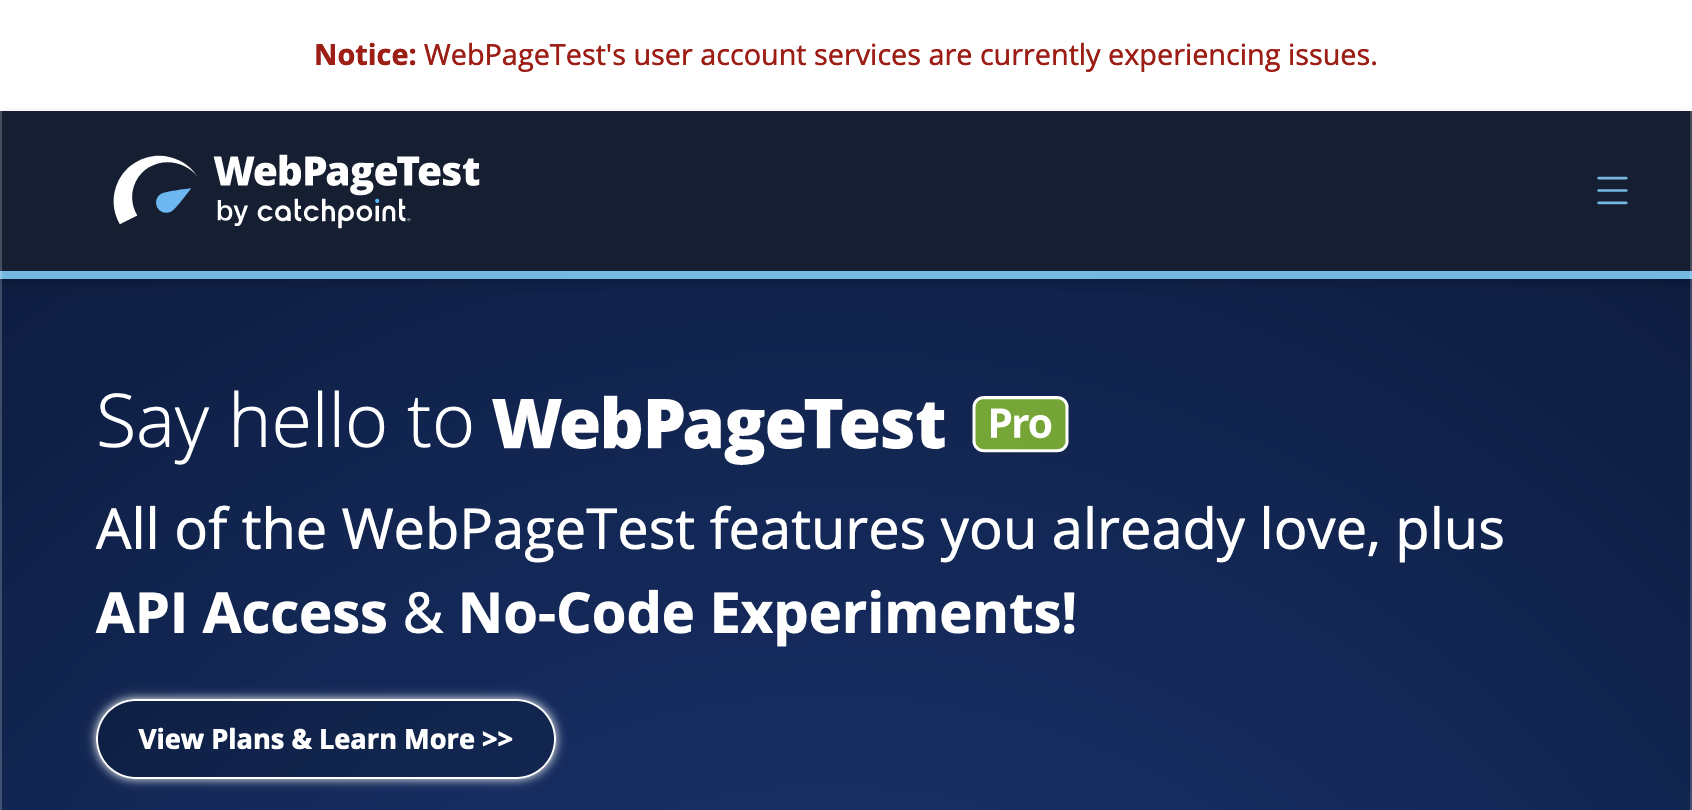 Notice: WebPageTest's user account services are currently experiencing issues.
WebPageTest
by catchpoint.
Say hello to WebPageTest Pro
All of the WebPageTest features you already love, plus
API Access & No-Code Experiments!
View Plans & Learn More >>